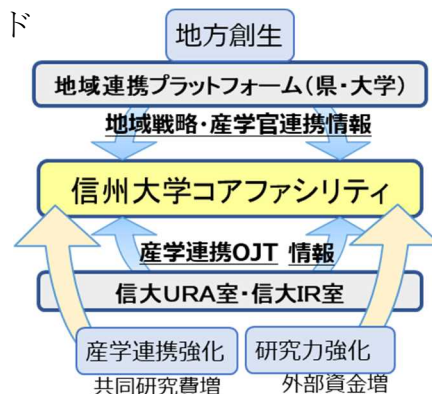 ド
地方創生
地域連携プラットフォーム(県・大学)
地域戦略・産学官連携情報
信州大学コアファシリティ
産学連携OJT 情報
信大URA室・信大IR室
産学連携強化 研究力強化
共同研究費増 外部資金増